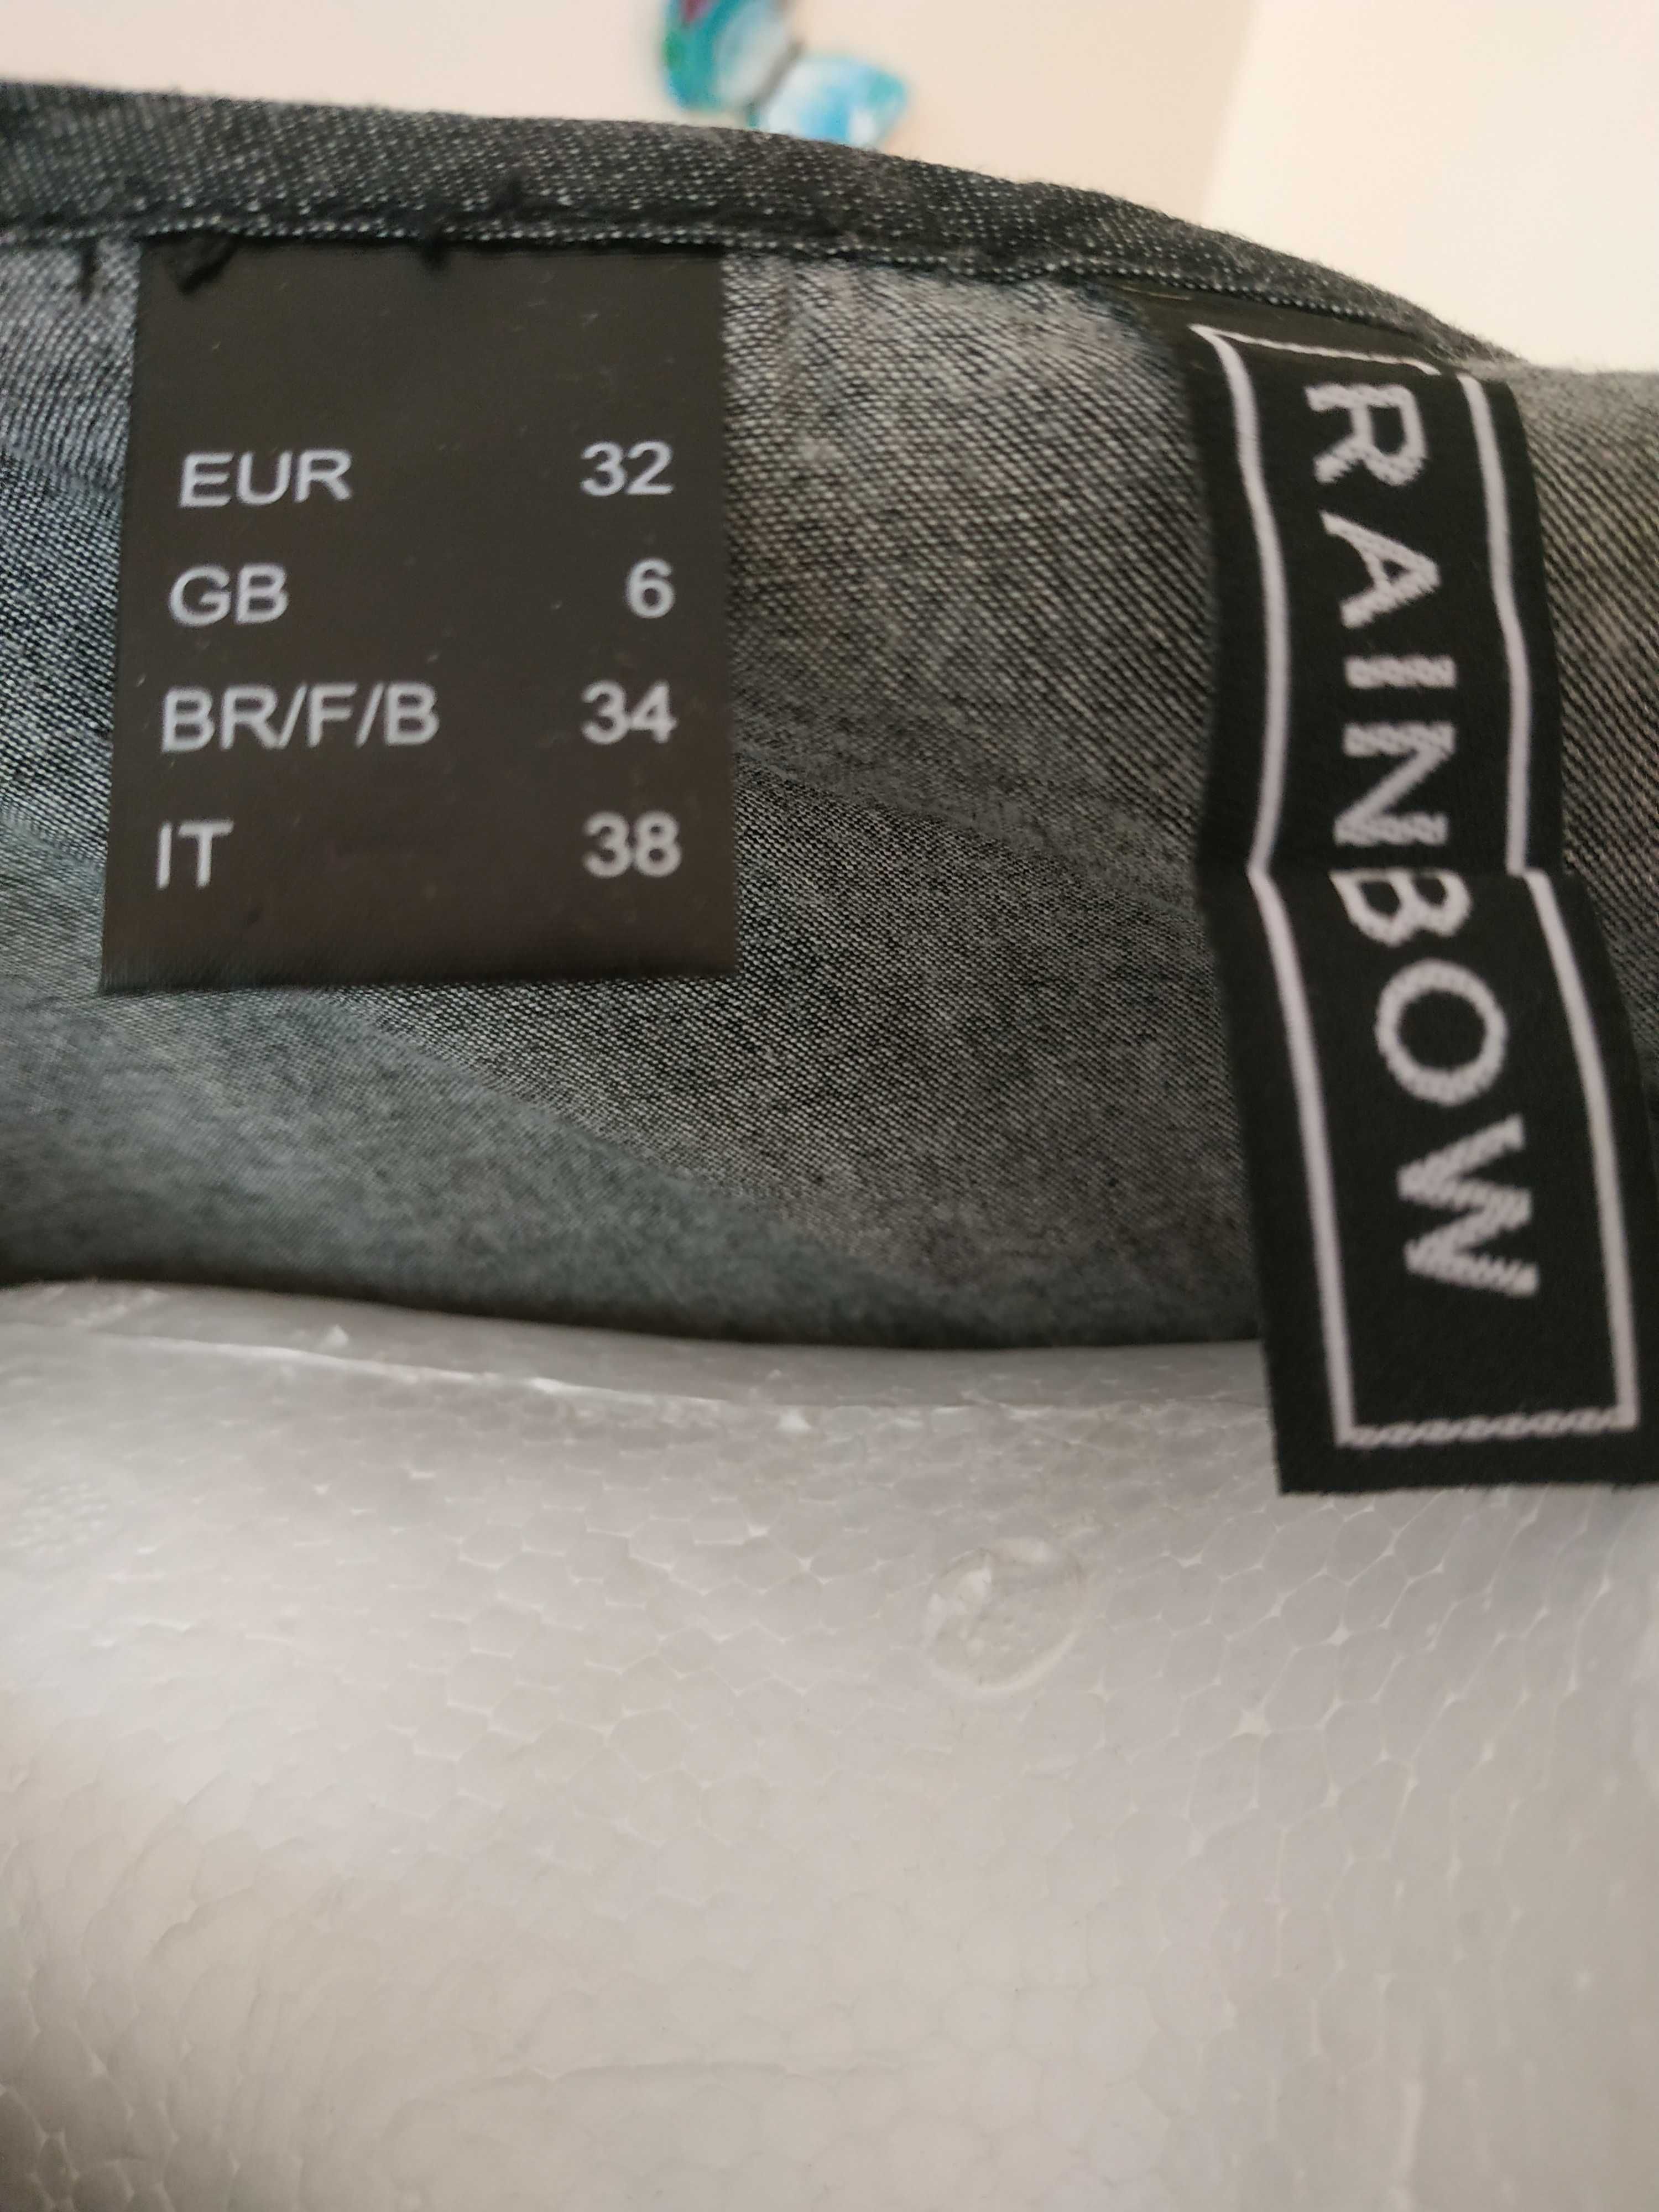 EUR 32
GB 6
BR/F/B 34
IT 38
RAINBOW